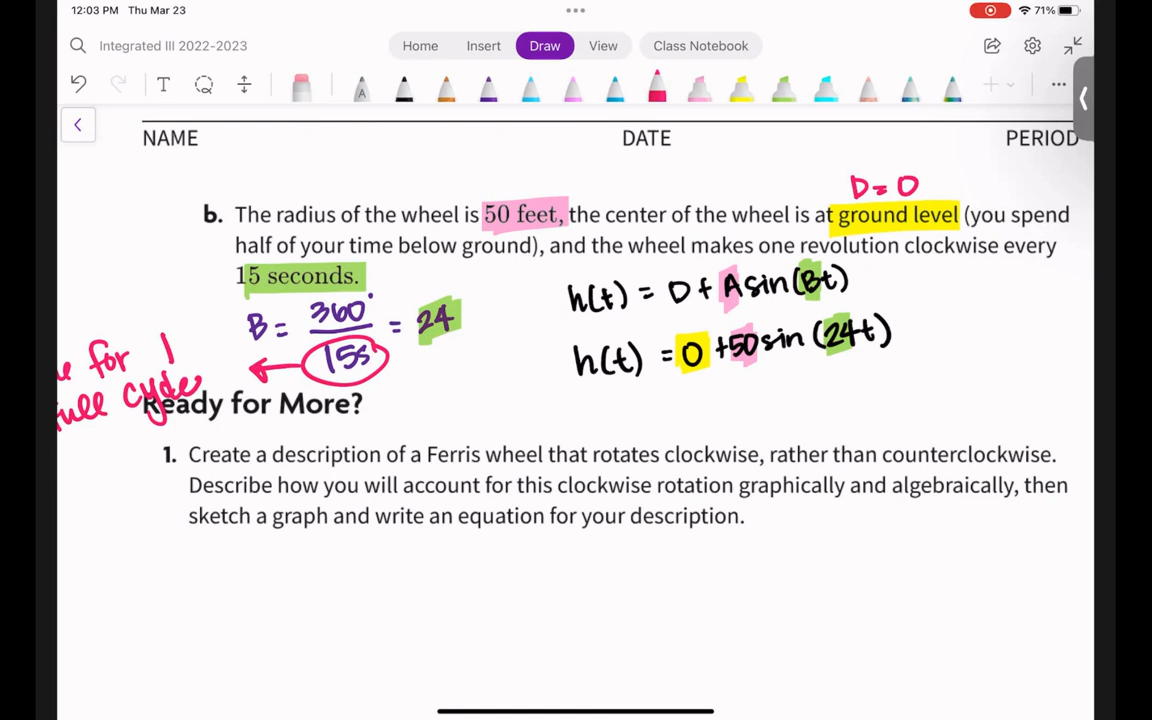 12:03 PM Thu Mar 23
71%
Integrated III 2022-2023
Home Insert Draw View Class Notebook
T
A
NAME DATE PERIOD
D = 0
b. The radius of the wheel is 50 feet, the center of the wheel is at ground level (you spend
half of your time below ground), and the wheel makes one revolution clockwise every
15 seconds.
h(t) = D + A sin(Bt)
B = 360° / 15s = 24
h(t) = 0 + 50 sin (24t)
for 1
full cycle
Ready for More?
1. Create a description of a Ferris wheel that rotates clockwise, rather than counterclockwise.
Describe how you will account for this clockwise rotation graphically and algebraically, then
sketch a graph and write an equation for your description.